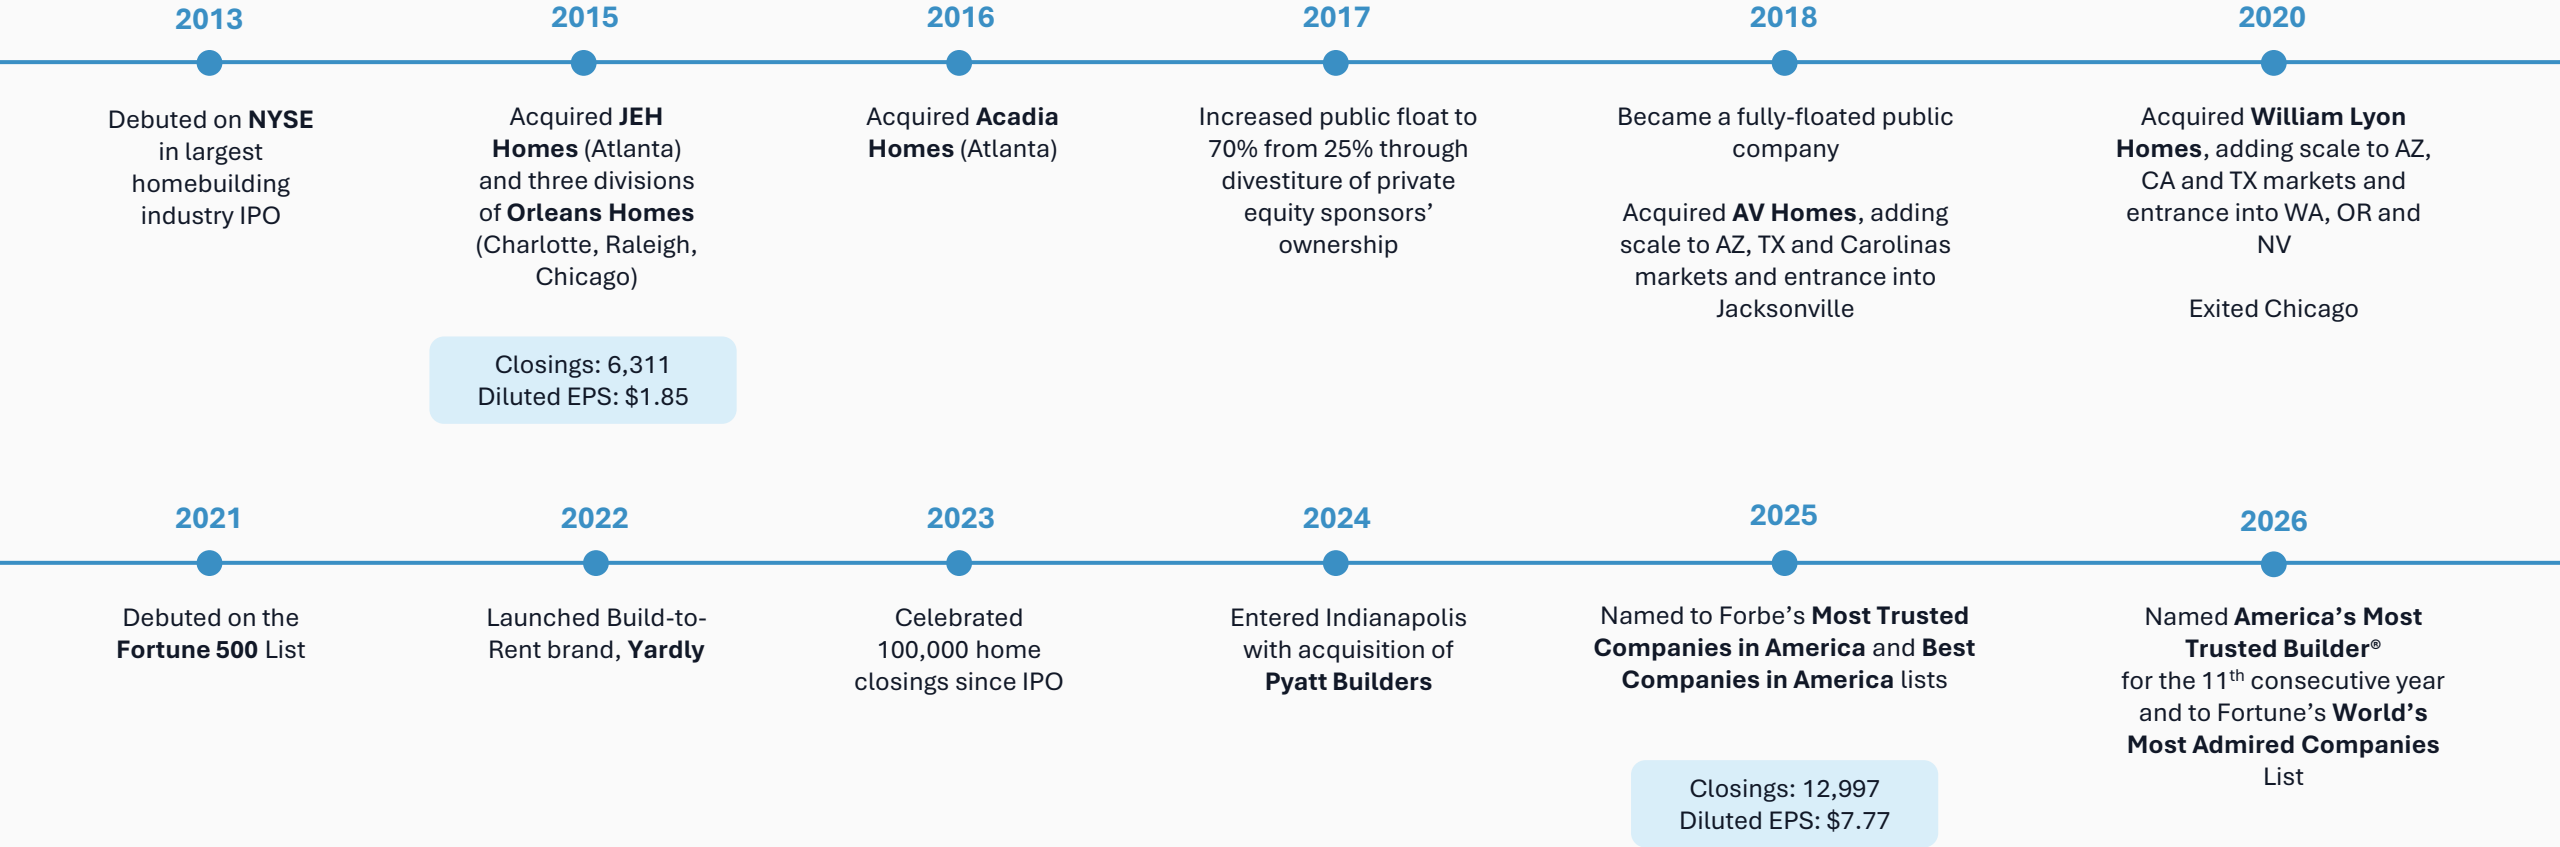 2013
Debuted on NYSE
in largest
homebuilding
industry IPO
2015
Acquired JEH
Homes (Atlanta)
and three divisions
of Orleans Homes
(Charlotte, Raleigh,
Chicago)
Closings: 6,311
Diluted EPS: $1.85
2016
Acquired Acadia
Homes (Atlanta)
2017
Increased public float to
70% from 25% through
divestiture of private
equity sponsors’
ownership
2018
Became a fully-floated public
company
Acquired AV Homes, adding
scale to AZ, TX and Carolinas
markets and entrance into
Jacksonville
2020
Acquired William Lyon
Homes, adding scale to AZ,
CA and TX markets and
entrance into WA, OR and
NV
Exited Chicago
2021
Debuted on the
Fortune 500 List
2022
Launched Build-to-
Rent brand, Yardly
2023
Celebrated
100,000 home
closings since IPO
2024
Entered Indianapolis
with acquisition of
Pyatt Builders
2025
Named to Forbe’s Most Trusted
Companies in America and Best
Companies in America lists
Closings: 12,997
Diluted EPS: $7.77
2026
Named America’s Most
Trusted Builder®
for the 11th consecutive year
and to Fortune’s World’s
Most Admired Companies
List